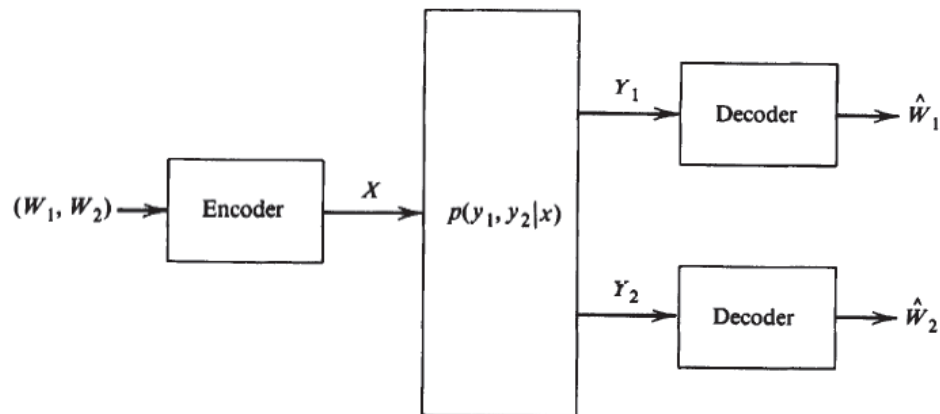 (W₁, W₂)
Encoder
X
p(y₁, y₂|x)
Y₁
Decoder
Ŵ₁
Y₂
Decoder
Ŵ₂